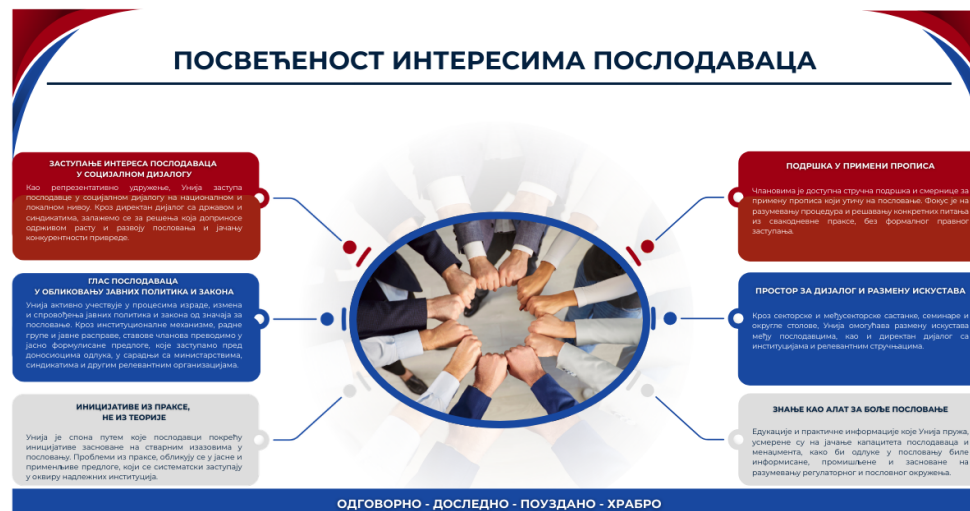 ПОСВЕЋЕНОСТ ИНТЕРЕСИМА ПОСЛОДАВАЦА
ЗАСТУПАЊЕ ИНТЕРЕСА ПОСЛОДАВАЦА
У СОЦИЈАЛНОМ ДИЈАЛОГУ
Као репрезентативно удружење, Унија заступа
послодавце у социјалном дијалогу на националном и
локалном нивоу. Кроз директан дијалог са државом и
синдикатима, залажемо се за решења која доприносе
одрживом расту и развоју пословања и јачању
конкурентности привреде.
ГЛАС ПОСЛОДАВАЦА
У ОБЛИКОВАЊУ ЈАВНИХ ПОЛИТИКА И ЗАКОНА
Унија активно учествује у процесима израде, измена
и спровођења јавних политика и закона од значаја за
пословање. Кроз институционалне механизме, радне
групе и јавне расправе, ставове чланова преводимо у
јасно формулисане предлоге, које заступамо пред
доносиоцима одлука, у сарадњи са министарствима,
синдикатима и другим релевантним организацијама.
ИНИЦИЈАТИВЕ ИЗ ПРАКСЕ,
НЕ ИЗ ТЕОРИЈЕ
Унија је спона путем које послодавци покрећу
иницијативе засноване на стварним изазовима у
пословању. Проблеми из праксе, обликују се у јасне и
применљиве предлоге, који се систематски заступају
у оквиру надлежних институција.
ПОДРШКА У ПРИМЕНИ ПРОПИСА
Члановима је доступна стручна подршка и смернице за
примену прописа који утичу на пословање. Фокус је на
разумевању процедура и решавању конкретних питања
из свакодневне праксе, без формалног правног
заступања.
ПРОСТОР ЗА ДИЈАЛОГ И РАЗМЕНУ ИСКУСТАВА
Кроз секторске и међусекторске састанке, семинаре и
округле столове, Унија омогућава размену искустава
међу послодавцима, као и директан дијалог са
институцијама и релевантним стручњацима.
ЗНАЊЕ КАО АЛАТ ЗА БОЉЕ ПОСЛОВАЊЕ
Едукације и практичне информације које Унија пружа,
усмерене су на јачање капацитета послодаваца и
менаџмента, како би одлуке у пословању биле
информисане, промишљене и засноване на
разумевању регулаторног и пословног окружења.
ОДГОВОРНО - ДОСЛЕДНО - ПОУЗДАНО - ХРАБРО